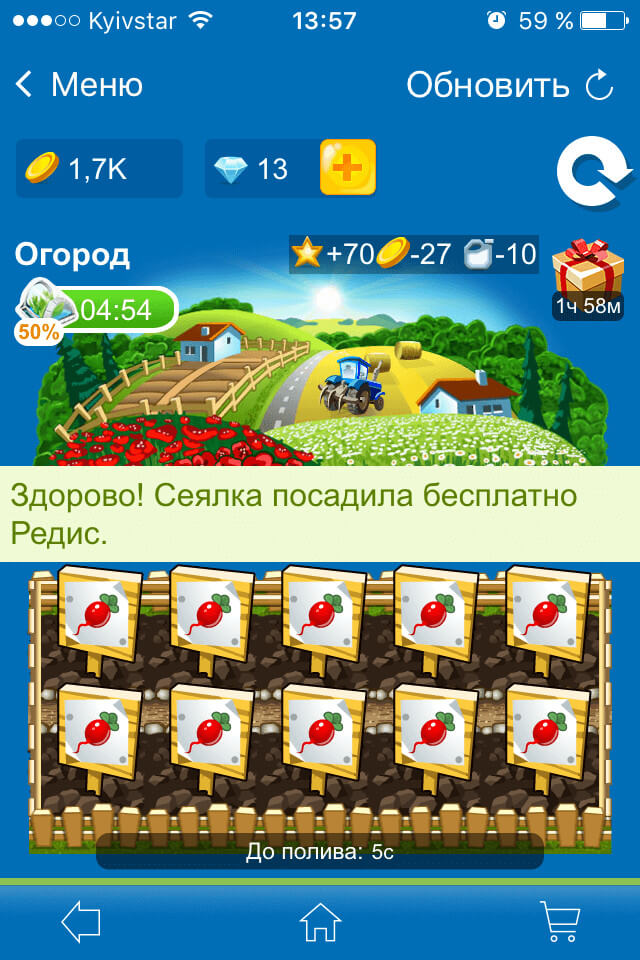 Kyivstar 13:57 59 %
Меню Обновить
1,7K 13
Огород +70 -27 -10
04:54
50%
1ч 58м
Здорово! Сеялка посадила бесплатно
Редис.
До полива: 5с